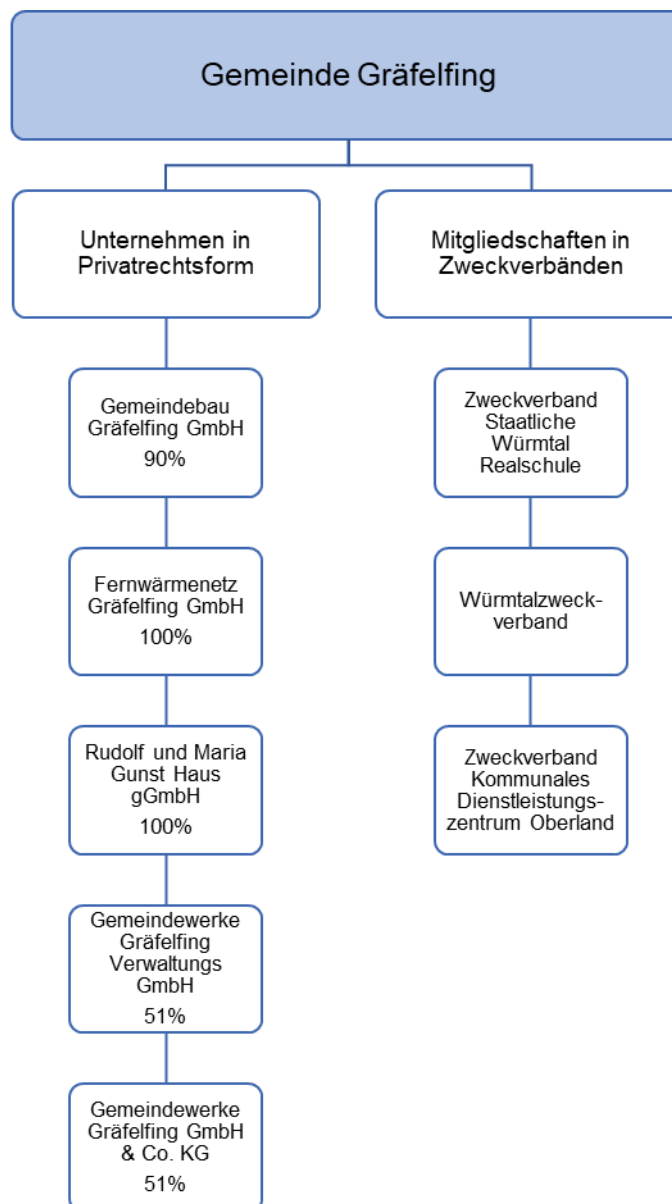 Gemeinde Gräfelfing
Unternehmen in
Privatrechtsform
Gemeindebau
Gräfelfing GmbH
90%
Fernwärmenetz
Gräfelfing GmbH
100%
Rudolf und Maria
Gunst Haus
gGmbH
100%
Gemeindewerke
Gräfelfing
Verwaltungs
GmbH
51%
Gemeindewerke
Gräfelfing GmbH
& Co. KG
51%
Mitgliedschaften in
Zweckverbänden
Zweckverband
Staatliche
Würmtal
Realschule
Würmtalzweck-
verband
Zweckverband
Kommunales
Dienstleistungs-
zentrum Oberland